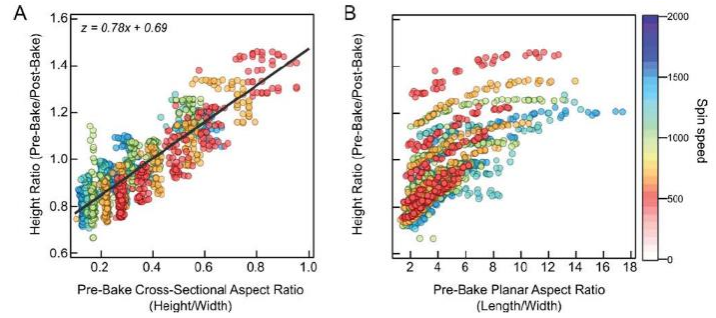 A
B
z = 0.78x + 0.69
1.6
1.4
1.2
1.0
0.8
0.6
Height Ratio (Pre-Bake/Post-Bake)
0.2 0.4 0.6 0.8 1.0
Pre-Bake Cross-Sectional Aspect Ratio
(Height/Width)
Height Ratio (Pre-Bake/Post-Bake)
2 4 6 8 10 12 14 16 18
Pre-Bake Planar Aspect Ratio
(Length/Width)
2000
1500
1000
500
0
Spin speed